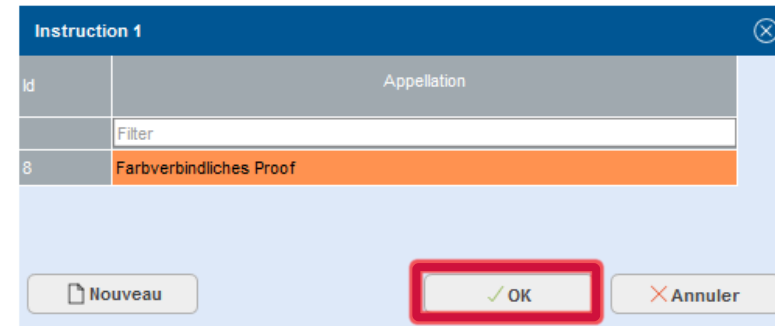 Instruction 1
Id Appellation
Filter
8 Farbverbindliches Proof
Nouveau OK Annuler